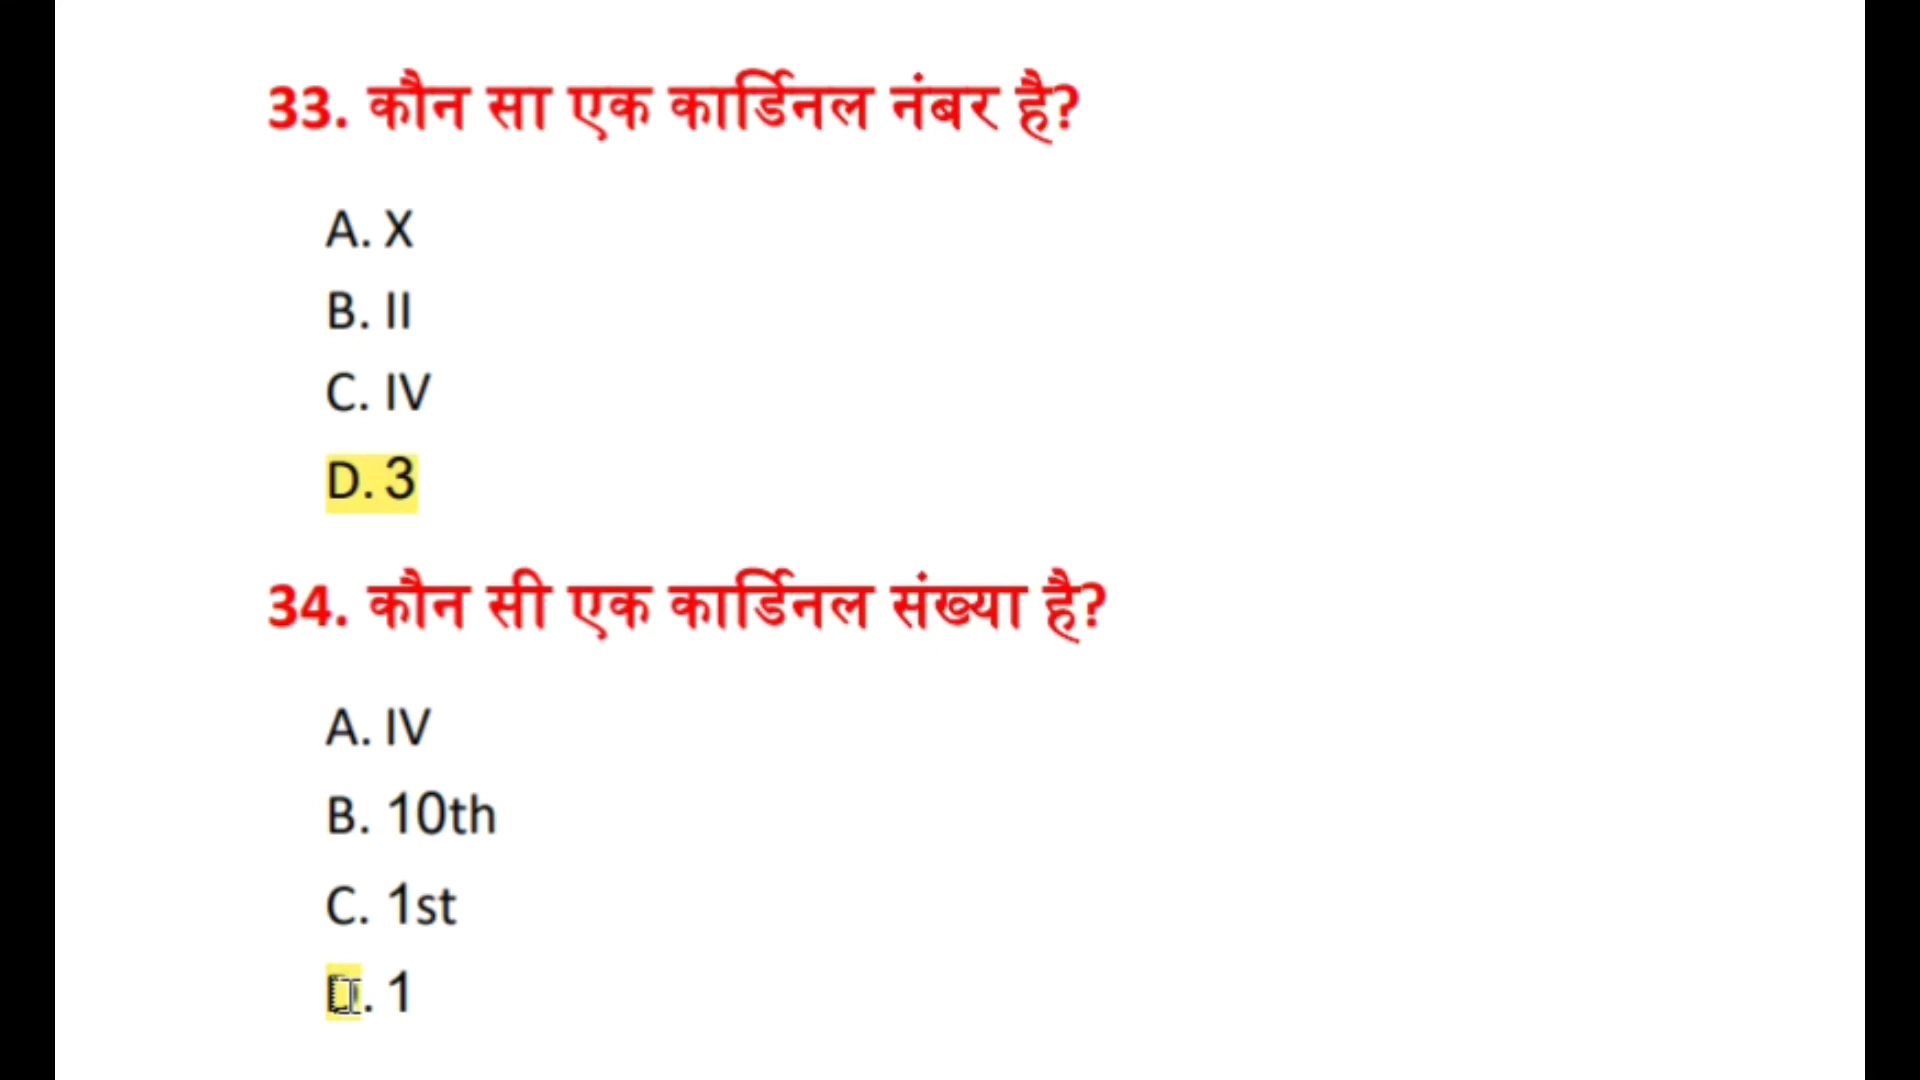 33. कौन सा एक कार्डिनल नंबर है?
A. X
B. II
C. IV
D. 3
34. कौन सी एक कार्डिनल संख्या है?
A. IV
B. 10th
C. 1st
D. 1